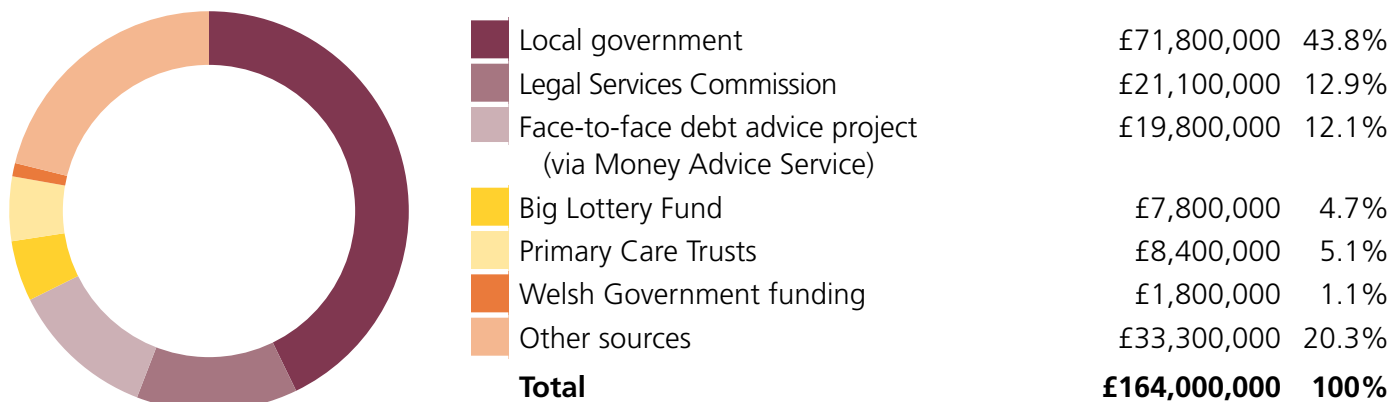 Local government £71,800,000 43.8%
Legal Services Commission £21,100,000 12.9%
Face-to-face debt advice project £19,800,000 12.1%
(via Money Advice Service)
Big Lottery Fund £7,800,000 4.7%
Primary Care Trusts £8,400,000 5.1%
Welsh Government funding £1,800,000 1.1%
Other sources £33,300,000 20.3%
Total £164,000,000 100%